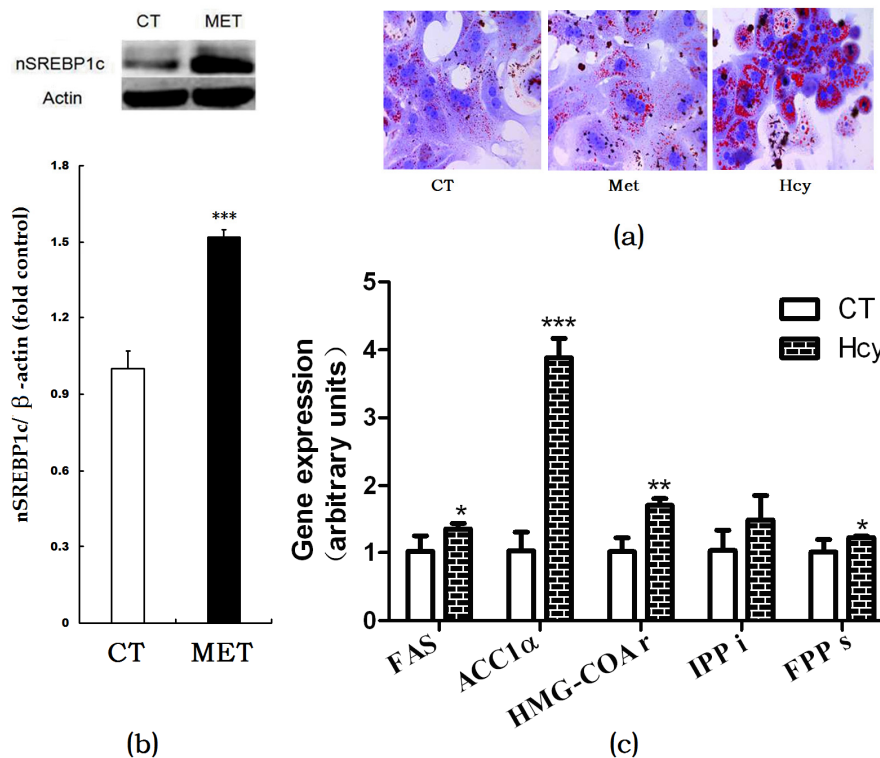 CT MET
nSREBP1c
Actin
1.8
1.5
1.2
0.9
0.6
0.3
0
nSREBP1c/ β -actin (fold control)
***
CT MET
(b)
CT Met Hcy
(a)
5
4
3
2
1
0
Gene expression
(arbitrary units)
CT
Hcy
*
***
**
*
FAS
ACC1α
HMG-COA r
IPP i
FPP s
(c)